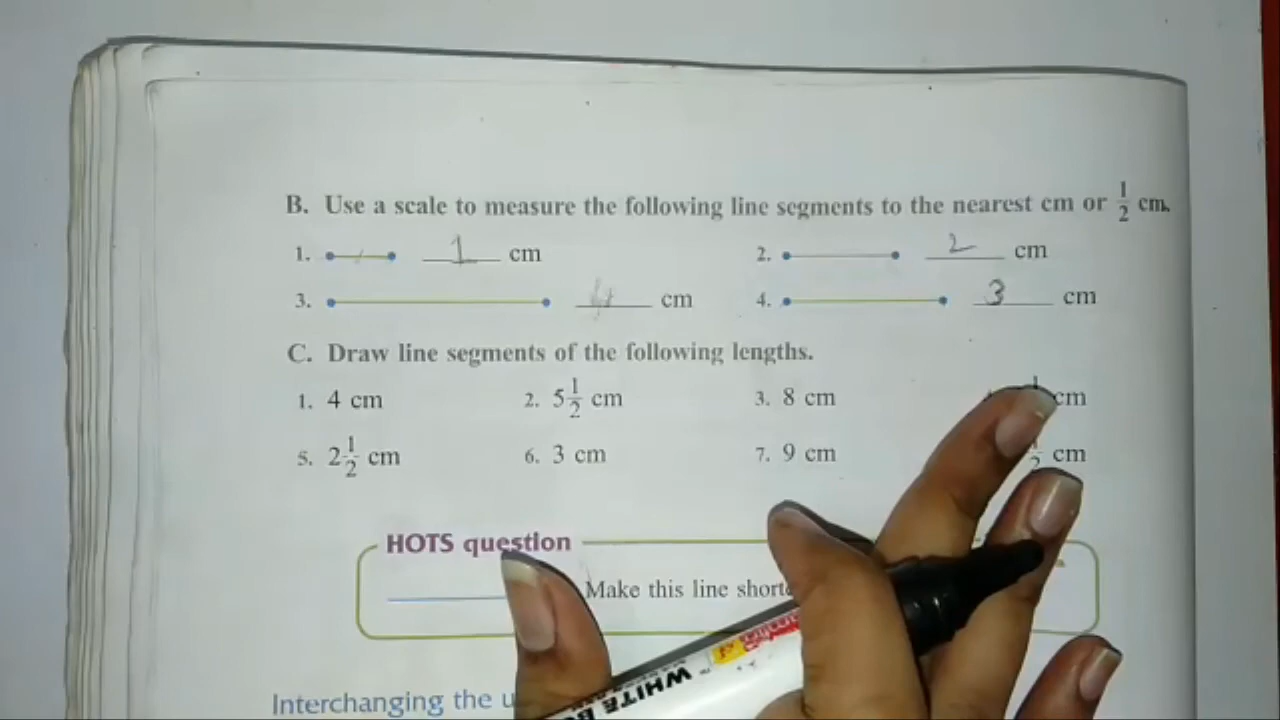 B. Use a scale to measure the following line segments to the nearest cm or 1/2 cm.
1. 1 cm 2. 2 cm
3. 4 cm 4. 3 cm
C. Draw line segments of the following lengths.
1. 4 cm 2. 5 1/2 cm 3. 8 cm cm
5. 2 1/2 cm 6. 3 cm 7. 9 cm cm
HOTS question
Make this line
Interchanging the
WHITE